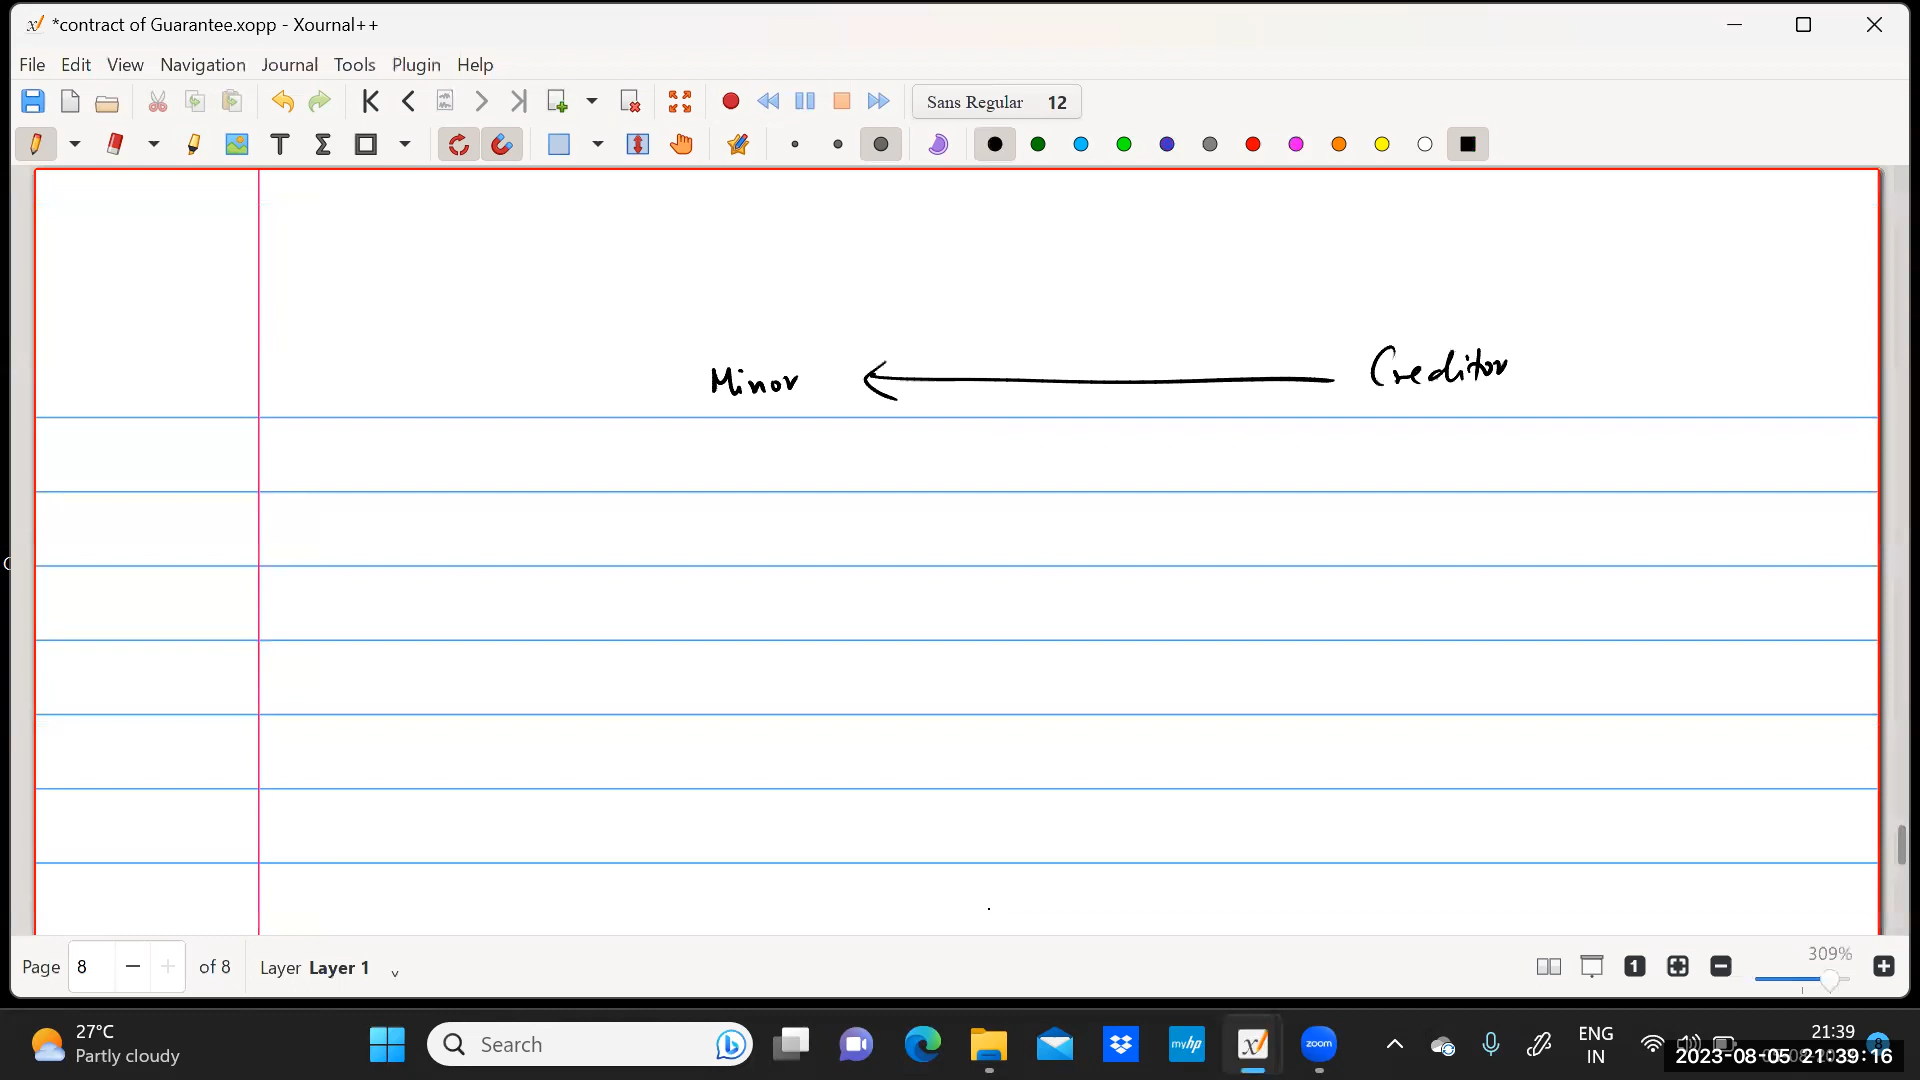 *contract of Guarantee.xopp - Xournal++
File Edit View Navigation Journal Tools Plugin Help
Sans Regular 12
Minor Creditor
Page 8 of 8 Layer Layer 1
309%
27°C
Partly cloudy
Search
myhp
zoom
ENG
IN
21:39
2023-08-05 21:39:16